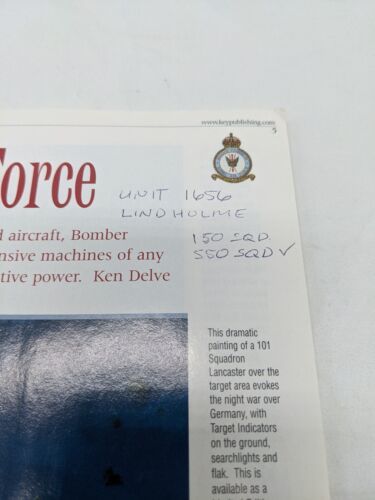 www.keypublishing.com
5
Force
UNIT 1656
LINDHOLME
d aircraft, Bomber
150 SQD
nsive machines of any
550 SQD ✓
tive power. Ken Delve
This dramatic
painting of a 101
Squadron
Lancaster over the
target area evokes
the night war over
Germany, with
Target Indicators
on the ground,
searchlights and
flak. This is
available as a